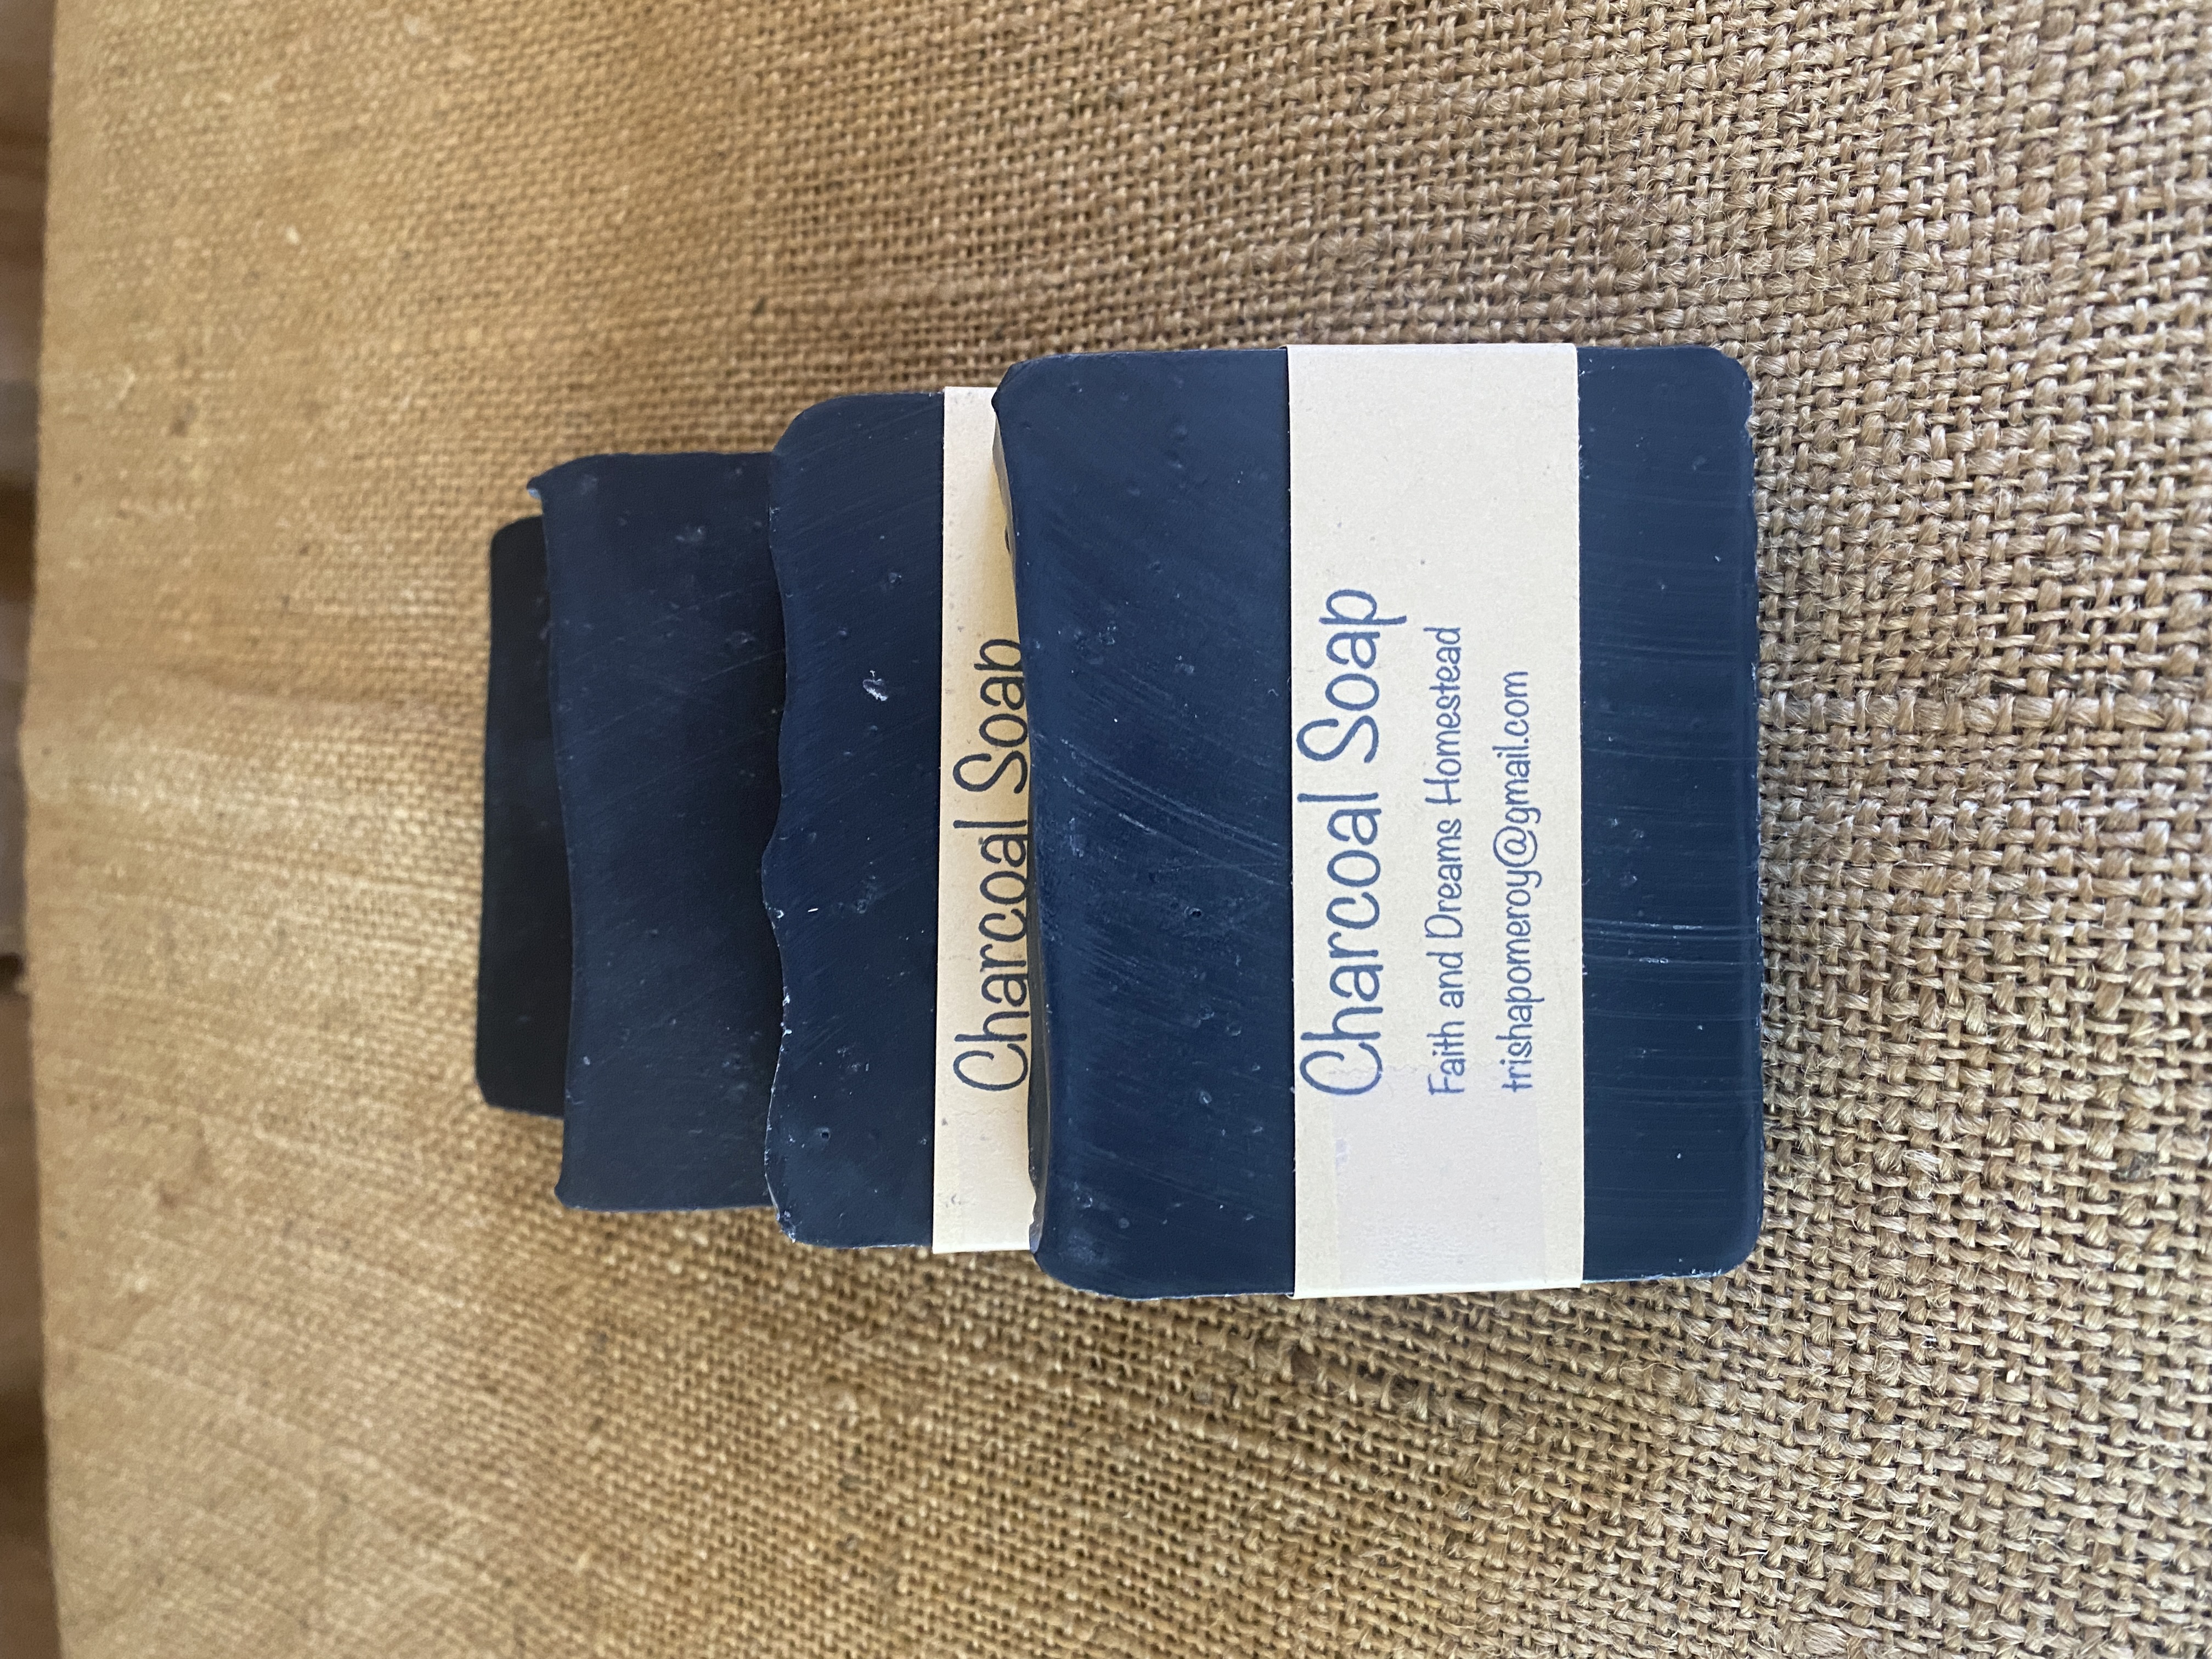 Charcoal Soap
Charcoal Soap
Faith and Dreams Homestead
trishapomeroy@gmail.com